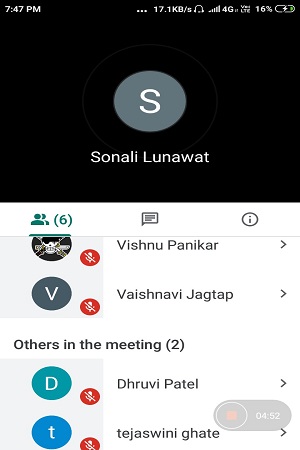 7:47 PM ... 17.1KB/s 4G Vo LTE 16%
S
Sonali Lunawat
(6)
Vishnu Panikar
V
Vaishnavi Jagtap
Others in the meeting (2)
D
Dhruvi Patel
04:52
t
tejaswini ghate